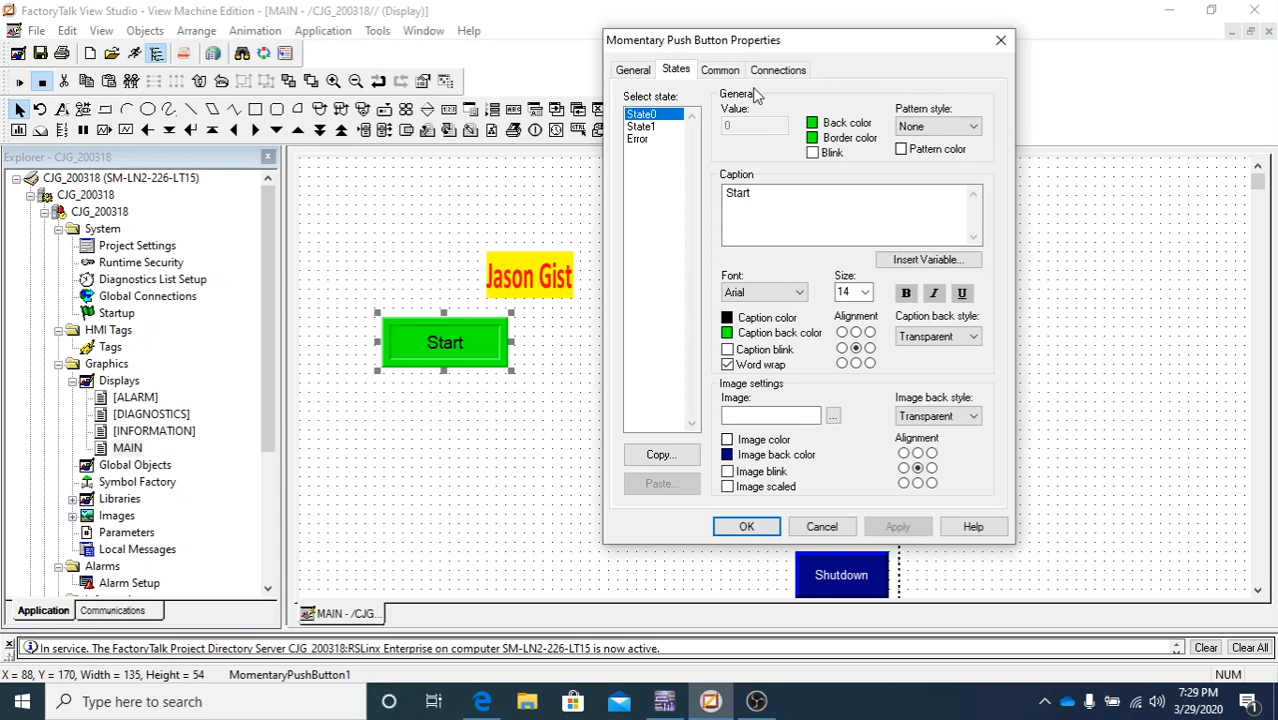 FactoryTalk View Studio - View Machine Edition - [MAIN - /CJG_200318// (Display)]
File Edit View Objects Arrange Animation Application Tools Window Help
Explorer - CJG_200318
CJG_200318 (SM-LN2-226-LT15)
CJG_200318
CJG_200318
System
Project Settings
Runtime Security
Diagnostics List Setup
Global Connections
Startup
HMI Tags
Tags
Graphics
Displays
[ALARM]
[DIAGNOSTICS]
[INFORMATION]
MAIN
Global Objects
Symbol Factory
Libraries
Images
Parameters
Local Messages
Alarms
Alarm Setup
Application Communications
Jason Gist
Start
Shutdown
MAIN - /CJG...
Momentary Push Button Properties
General States Common Connections
Select state:
State0
State1
Error
Copy...
Paste...
General
Value:
0
Back color
Border color
Blink
Pattern style:
None
Pattern color
Caption
Start
Insert Variable...
Font:
Arial
Size:
14
B I U
Caption color
Caption back color
Caption blink
Word wrap
Alignment
Caption back style:
Transparent
Image settings
Image:
...
Image back style:
Transparent
Image color
Image back color
Image blink
Image scaled
Alignment
OK Cancel Apply Help
In service. The FactoryTalk Project Directory Server CJG_200318:RSLinx Enterprise on computer SM-LN2-226-LT15 is now active.
Clear Clear All
X = 88, Y = 170, Width = 135, Height = 54 MomentaryPushButton1 NUM
Type here to search
7:29 PM
3/29/2020